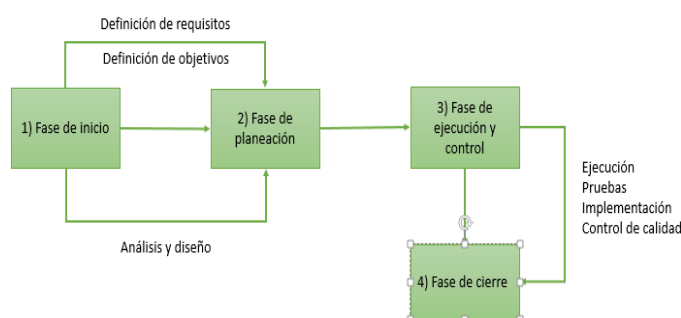 Definición de requisitos
Definición de objetivos
1) Fase de inicio
2) Fase de
planeación
3) Fase de
ejecución y
control
Análisis y diseño
Ejecución
Pruebas
Implementación
Control de calidad
4) Fase de cierre